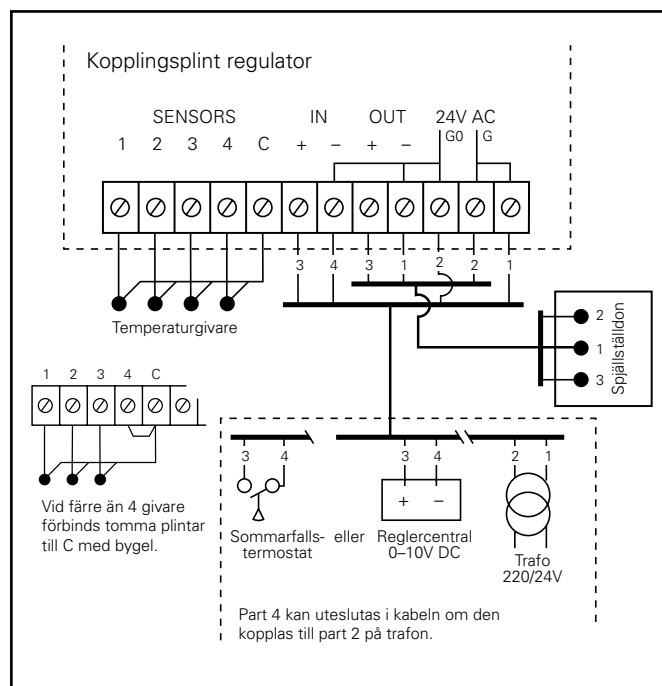 Kopplingsplint regulator
SENSORS IN OUT 24V AC
G0 G
1 2 3 4 C + – + –
3 4 3 1 2 2 1
Temperaturgivare
2
1
3
Spjällställdon
1 2 3 4 C
Vid färre än 4 givare
förbinds tomma plintar
till C med bygel.
3 4 3 4 2 1
+ –
Sommarfalls-
termostat
eller
Reglercentral
0–10V DC
Trafo
220/24V
Part 4 kan uteslutas i kabeln om den
kopplas till part 2 på trafon.